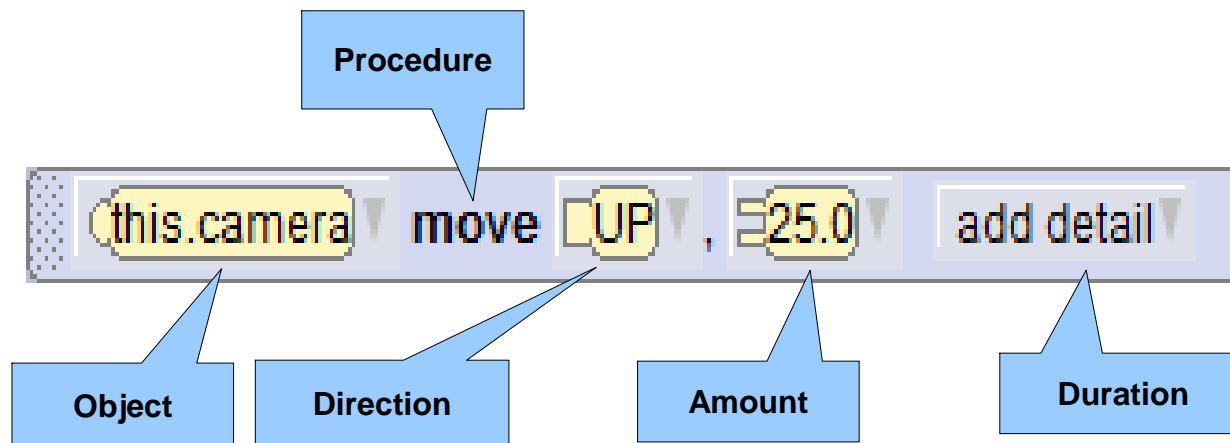 Procedure
this.camera move UP , 25.0 add detail
Object Direction Amount Duration